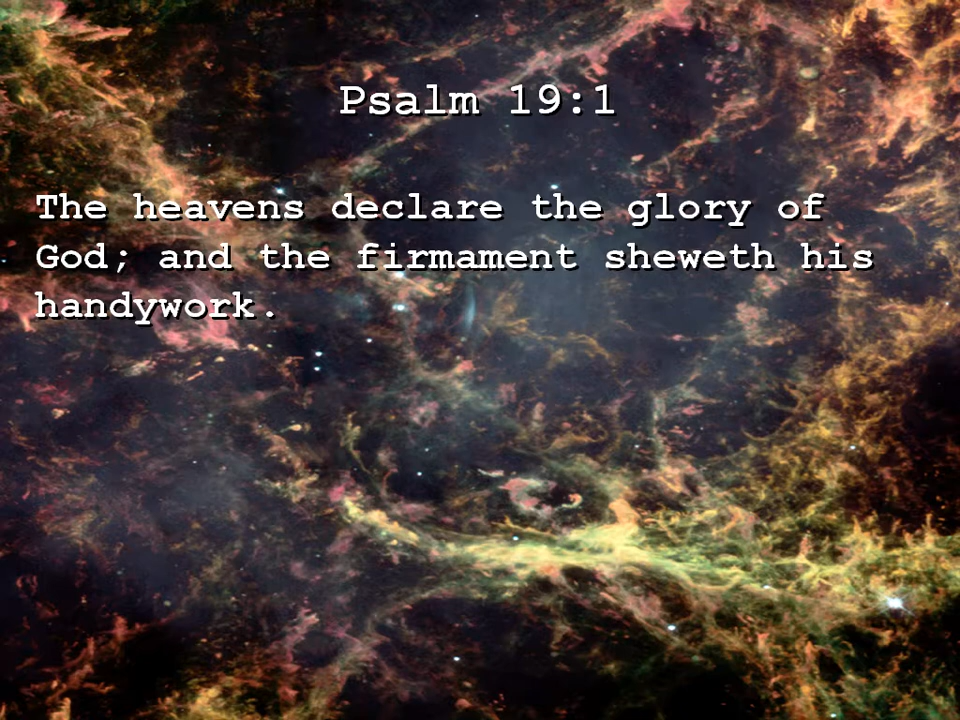 Psalm 19:1
The heavens declare the glory of
God; and the firmament sheweth his
handywork.